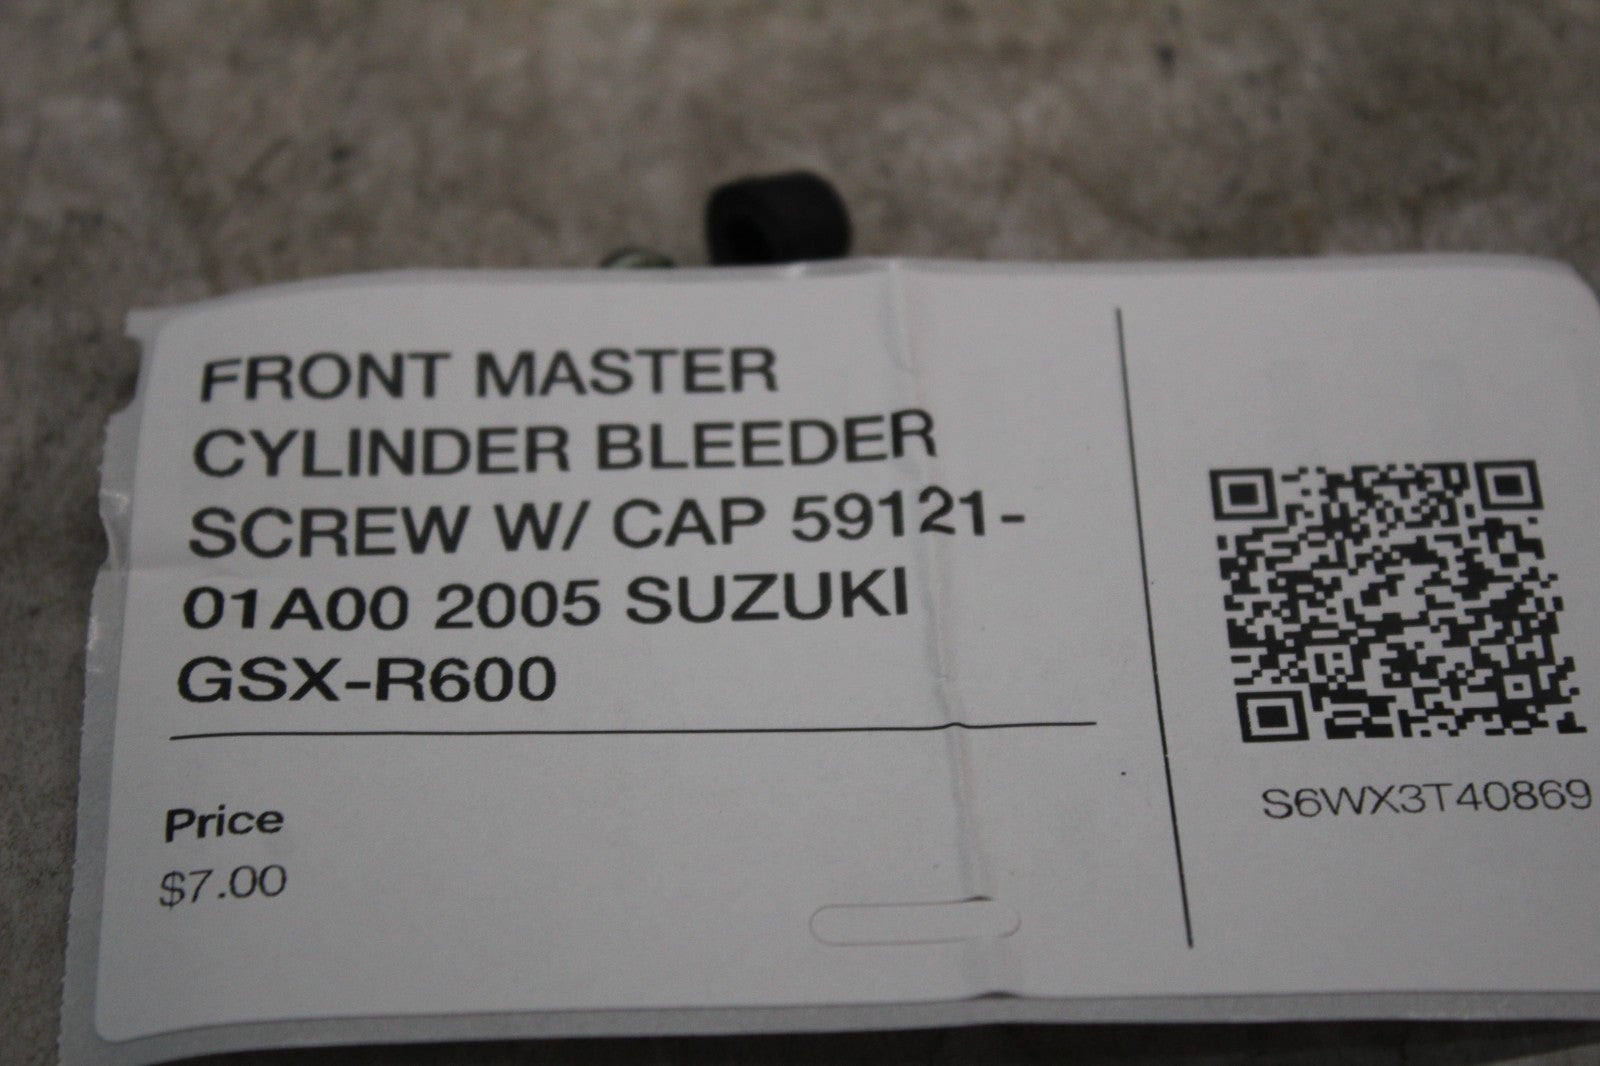 FRONT MASTER
CYLINDER BLEEDER
SCREW W/ CAP 59121-
01A00 2005 SUZUKI
GSX-R600
Price
$7.00
S6WX3T40869